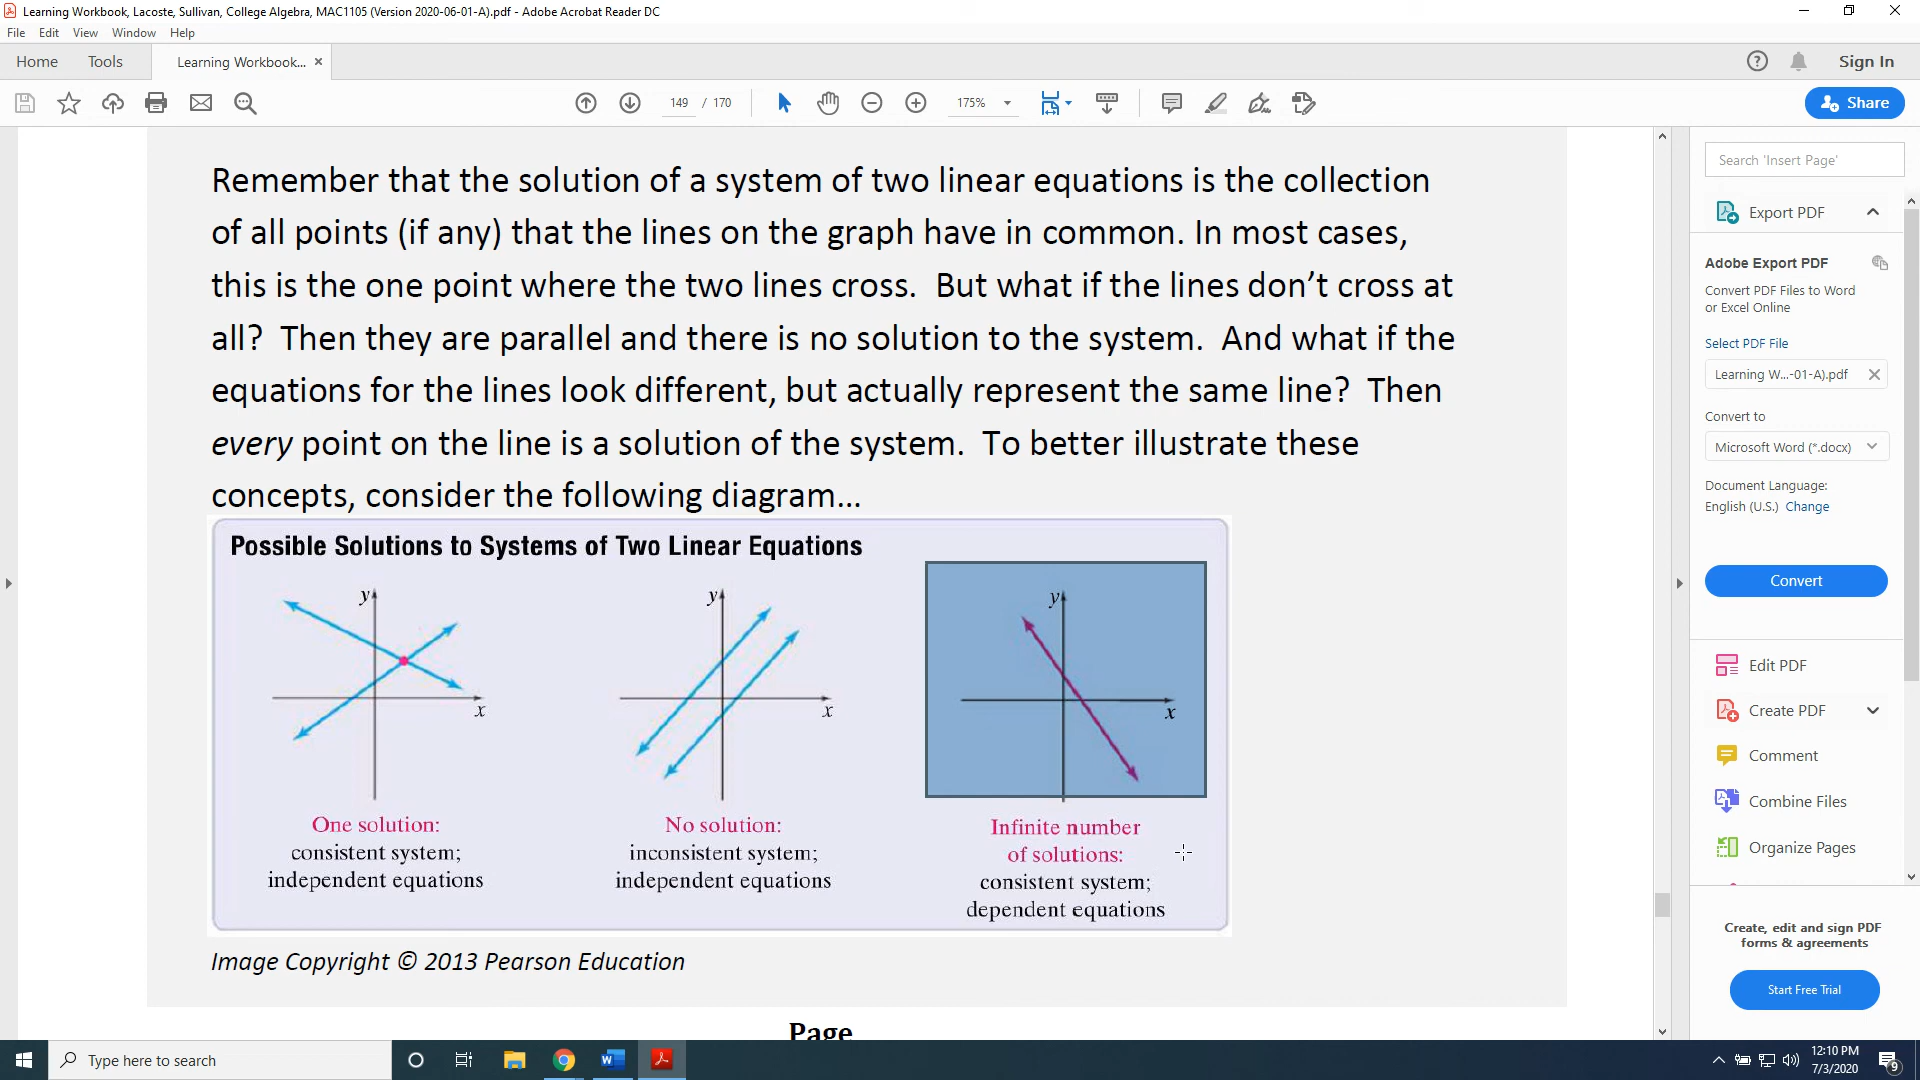 Learning Workbook, Lacoste, Sullivan, College Algebra, MAC1105 (Version 2020-06-01-A).pdf - Adobe Acrobat Reader DC
File Edit View Window Help
Home Tools Learning Workbook... × Sign In
149 / 170 175% Share
Remember that the solution of a system of two linear equations is the collection
of all points (if any) that the lines on the graph have in common. In most cases,
this is the one point where the two lines cross. But what if the lines don’t cross at
all? Then they are parallel and there is no solution to the system. And what if the
equations for the lines look different, but actually represent the same line? Then
every point on the line is a solution of the system. To better illustrate these
concepts, consider the following diagram…
Possible Solutions to Systems of Two Linear Equations
y
x
One solution:
consistent system;
independent equations
y
x
No solution:
inconsistent system;
independent equations
y
x
Infinite number
of solutions:
consistent system;
dependent equations
Image Copyright © 2013 Pearson Education
Page
Search 'Insert Page'
Export PDF
Adobe Export PDF
Convert PDF Files to Word
or Excel Online
Select PDF File
Learning W...-01-A).pdf
Convert to
Microsoft Word (*.docx)
Document Language:
English (U.S.) Change
Convert
Edit PDF
Create PDF
Comment
Combine Files
Organize Pages
Create, edit and sign PDF
forms & agreements
Start Free Trial
Type here to search
12:10 PM
7/3/2020
9